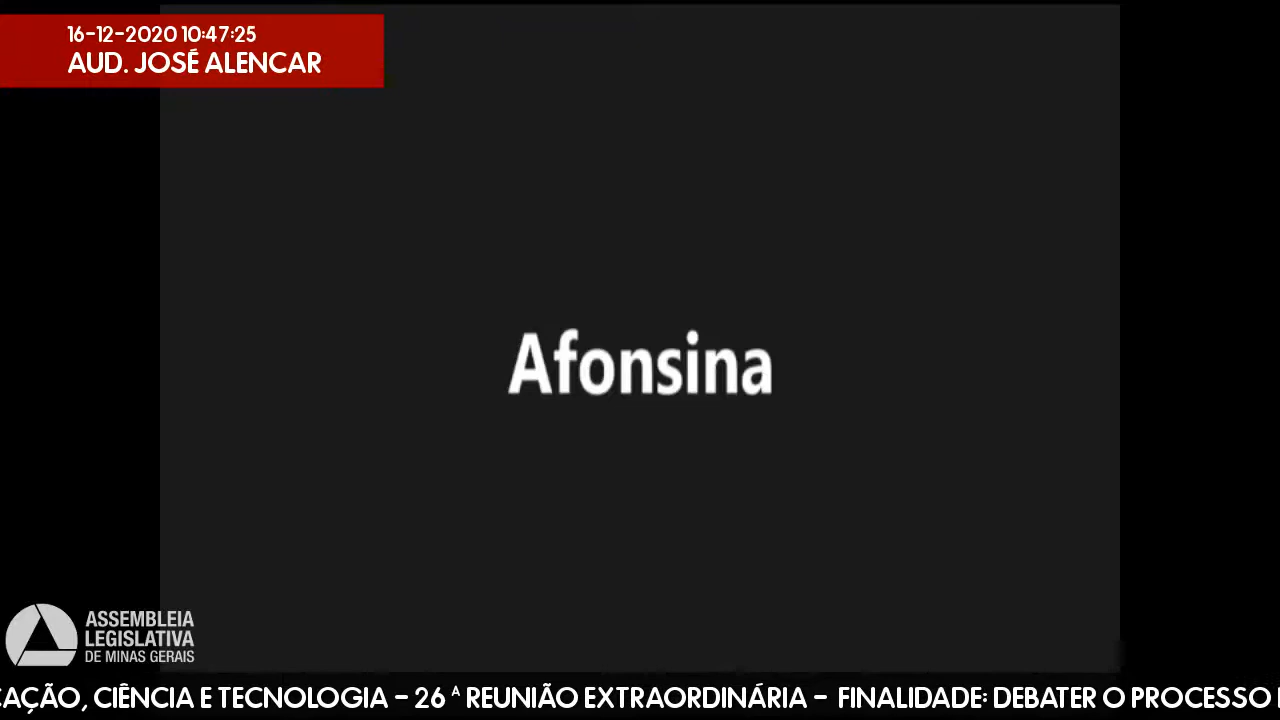 16-12-2020 10:47:25
AUD. JOSÉ ALENCAR
Afonsina
ASSEMBLEIA
LEGISLATIVA
DE MINAS GERAIS
CIÊNCIA E TECNOLOGIA - 26 ª REUNIÃO EXTRAORDINÁRIA - FINALIDADE: DEBATER O PROCESSO